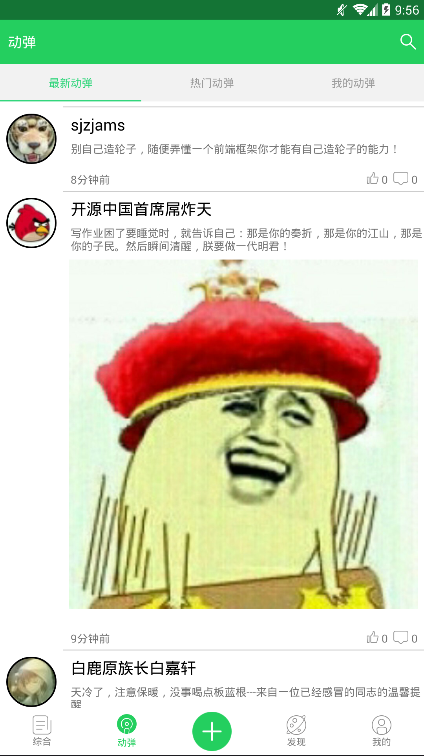 9:56
动弹
最新动弹
热门动弹
我的动弹
sjzjams
别自己造轮子，随便弄懂一个前端框架你才能有自己造轮子的能力！
8分钟前
0
0
开源中国首席屌炸天
写作业困了要睡觉时，就告诉自己：那是你的奏折，那是你的江山，那是
你的子民。然后瞬间清醒，朕要做一代明君！
9分钟前
0
0
白鹿原族长白嘉轩
天冷了，注意保暖，没事喝点板蓝根---来自一位已经感冒的同志的温馨提
醒
综合
动弹
发现
我的